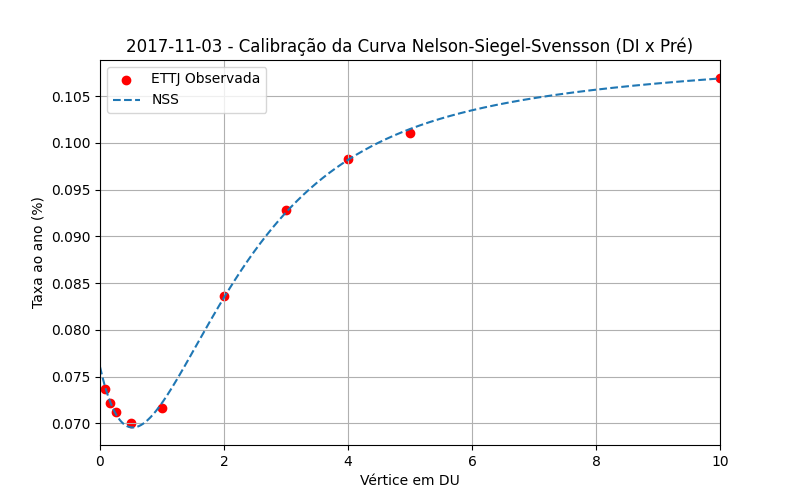 2017-11-03 - Calibração da Curva Nelson-Siegel-Svensson (DI x Pré)
ETTJ Observada
NSS
Taxa ao ano (%)
0.105
0.100
0.095
0.090
0.085
0.080
0.075
0.070
0 2 4 6 8 10
Vértice em DU